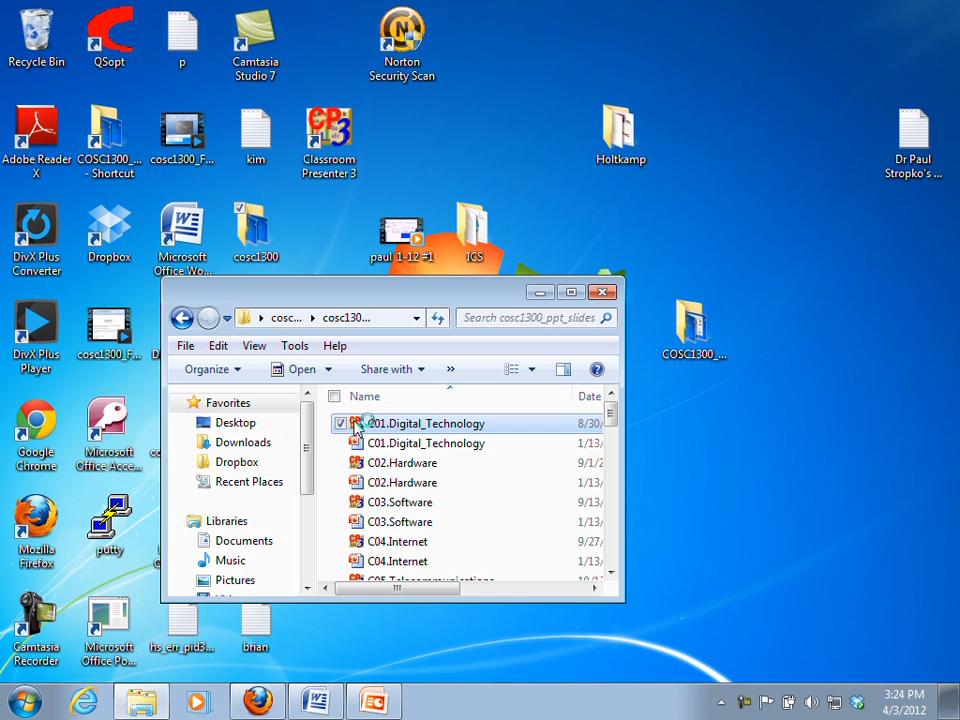 Recycle Bin
QSopt
p
Camtasia
Studio 7
Norton
Security Scan
Adobe Reader
X
COSC1300_...
- Shortcut
cosc1300_F...
kim
CP3
Classroom
Presenter 3
Holtkamp
Dr Paul
Stropko's ...
DivX Plus
Converter
Dropbox
Microsoft
Office Wo...
cosc1300
paul 1-12 #1
ICS
DivX Plus
Player
cosc1300_F...
COSC1300_...
cosc...
cosc130...
Search cosc1300_ppt_slides
File Edit View Tools Help
Organize Open Share with »
Name Date
Favorites
Desktop
Downloads
Dropbox
Recent Places
Libraries
Documents
Music
Pictures
C01.Digital_Technology 8/30/
C01.Digital_Technology 1/13/
C02.Hardware 9/1/2
C02.Hardware 1/13/
C03.Software 9/13/
C03.Software 1/13/
C04.Internet 9/27/
C04.Internet 1/13/
C05.Telecommunications
Google
Chrome
Microsoft
Office Acce...
Mozilla
Firefox
putty
Camtasia
Recorder
Microsoft
Office Po...
hs_err_pid3...
brian
3:24 PM
4/3/2012